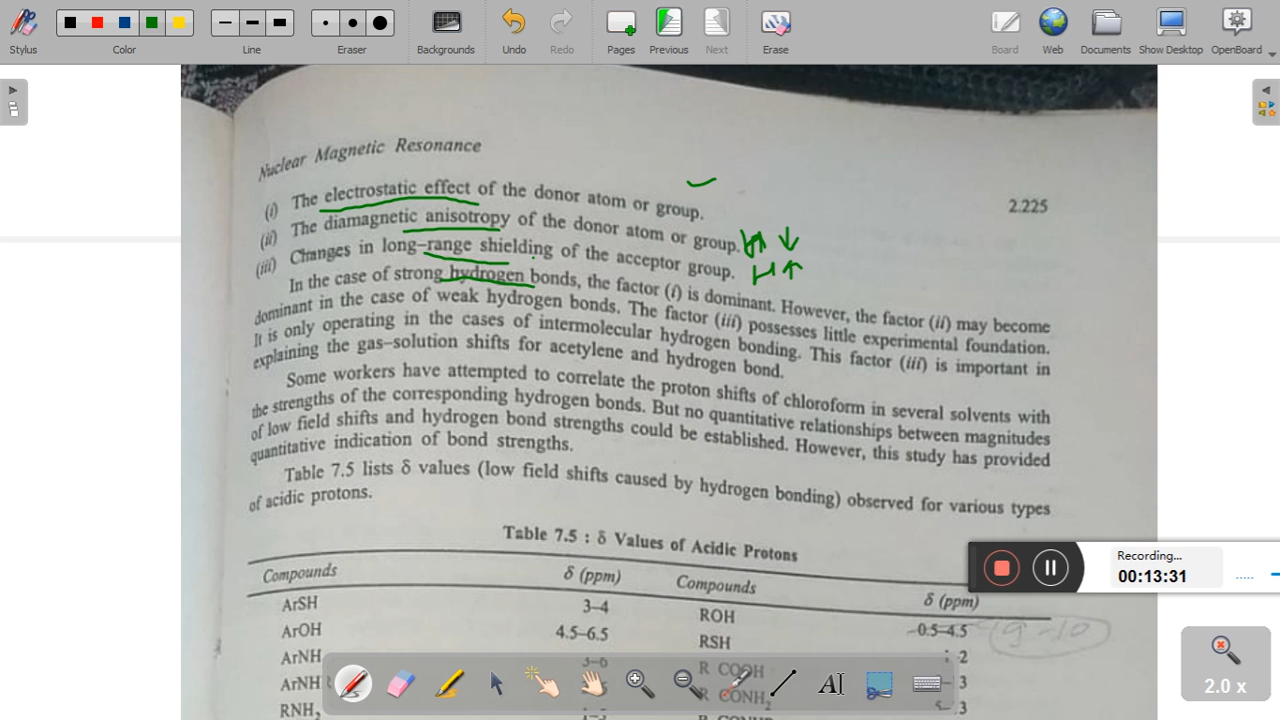 Stylus
Color
Line
Eraser
Backgrounds
Undo
Redo
Pages
Previous
Next
Erase
Board
Web
Documents
Show Desktop
OpenBoard
Nuclear Magnetic Resonance
2.225
(i) The electrostatic effect of the donor atom or group.
(ii) The diamagnetic anisotropy of the donor atom or group.
(iii) Changes in long-range shielding of the acceptor group.
In the case of strong hydrogen bonds, the factor (i) is dominant. However, the factor (ii) may become
dominant in the case of weak hydrogen bonds. The factor (iii) possesses little experimental foundation.
It is only operating in the cases of intermolecular hydrogen bonding. This factor (iii) is important in
explaining the gas-solution shifts for acetylene and hydrogen bond.
Some workers have attempted to correlate the proton shifts of chloroform in several solvents with
the strengths of the corresponding hydrogen bonds. But no quantitative relationships between magnitudes
of low field shifts and hydrogen bond strengths could be established. However, this study has provided
quantitative indication of bond strengths.
Table 7.5 lists δ values (low field shifts caused by hydrogen bonding) observed for various types
of acidic protons.
Table 7.5 : δ Values of Acidic Protons
Compounds δ (ppm) Compounds δ (ppm)
ArSH 3–4 ROH -0.5–4.5
ArOH 4.5–6.5 RSH 2
ArNH 3–6 R COOH
ArNH R CONH2 3
RNH2
Recording...
00:13:31
2.0 x